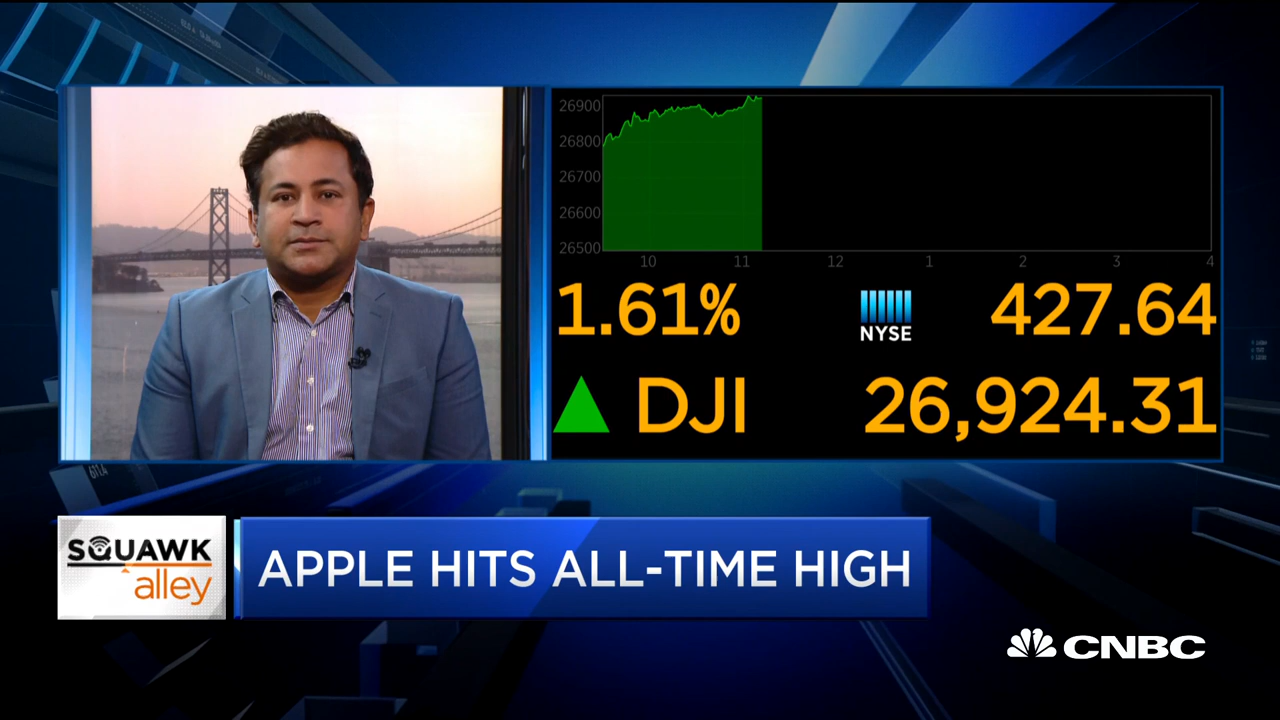 26900
26800
26700
26600
26500
10 11 12 1 2 3 4
1.61% NYSE 427.64
DJI 26,924.31
SQUAWK
alley
APPLE HITS ALL-TIME HIGH
CNBC